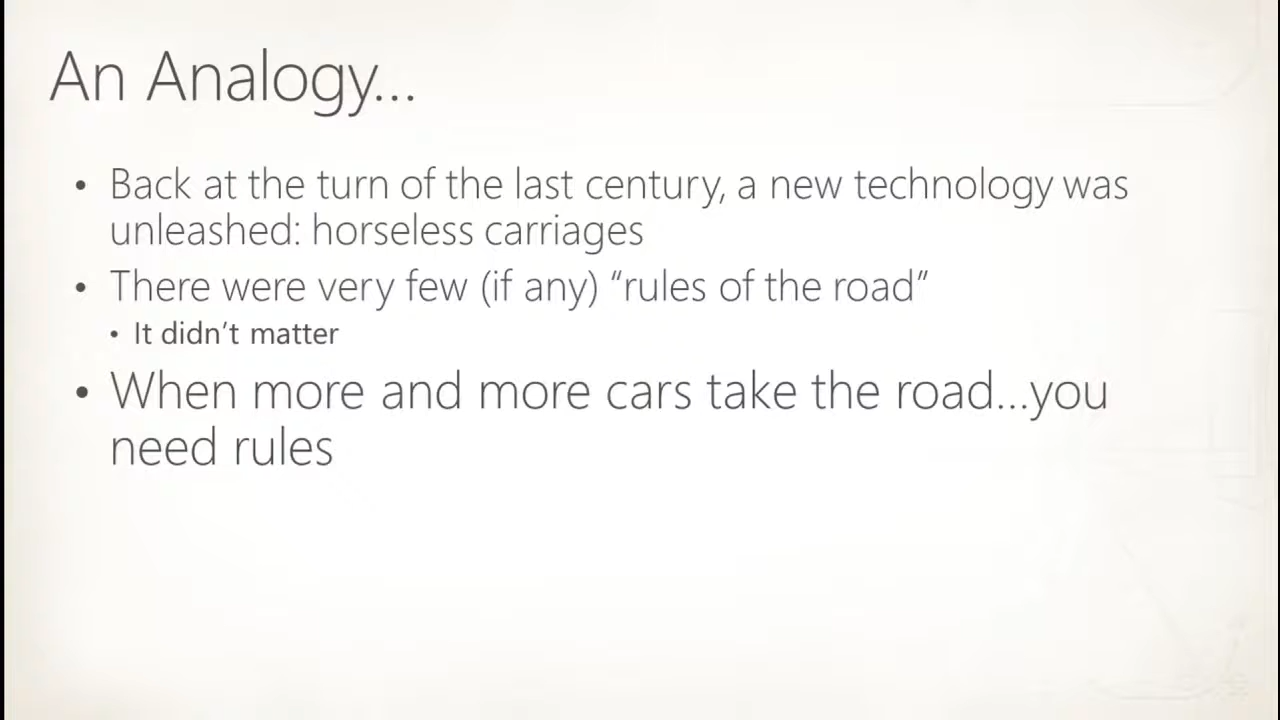 An Analogy...
• Back at the turn of the last century, a new technology was
unleashed: horseless carriages
• There were very few (if any) “rules of the road”
• It didn’t matter
• When more and more cars take the road...you
need rules